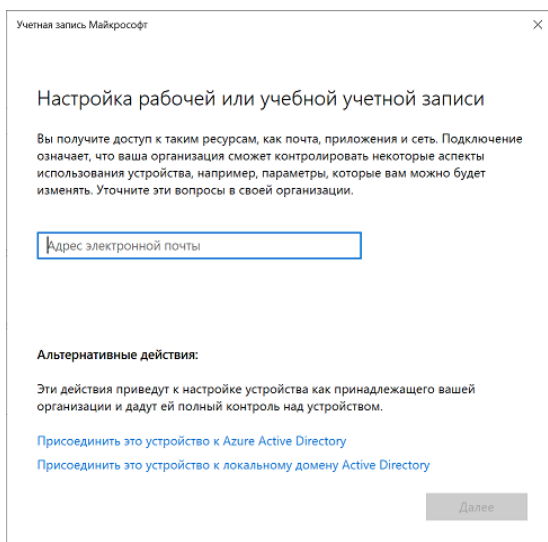 Учетная запись Майкрософт
Настройка рабочей или учебной учетной записи
Вы получите доступ к таким ресурсам, как почта, приложения и сеть. Подключение
означает, что ваша организация сможет контролировать некоторые аспекты
использования устройства, например, параметры, которые вам можно будет
изменять. Уточните эти вопросы в своей организации.
Адрес электронной почты
Альтернативные действия:
Эти действия приведут к настройке устройства как принадлежащего вашей
организации и дадут ей полный контроль над устройством.
Присоединить это устройство к Azure Active Directory
Присоединить это устройство к локальному домену Active Directory
Далее